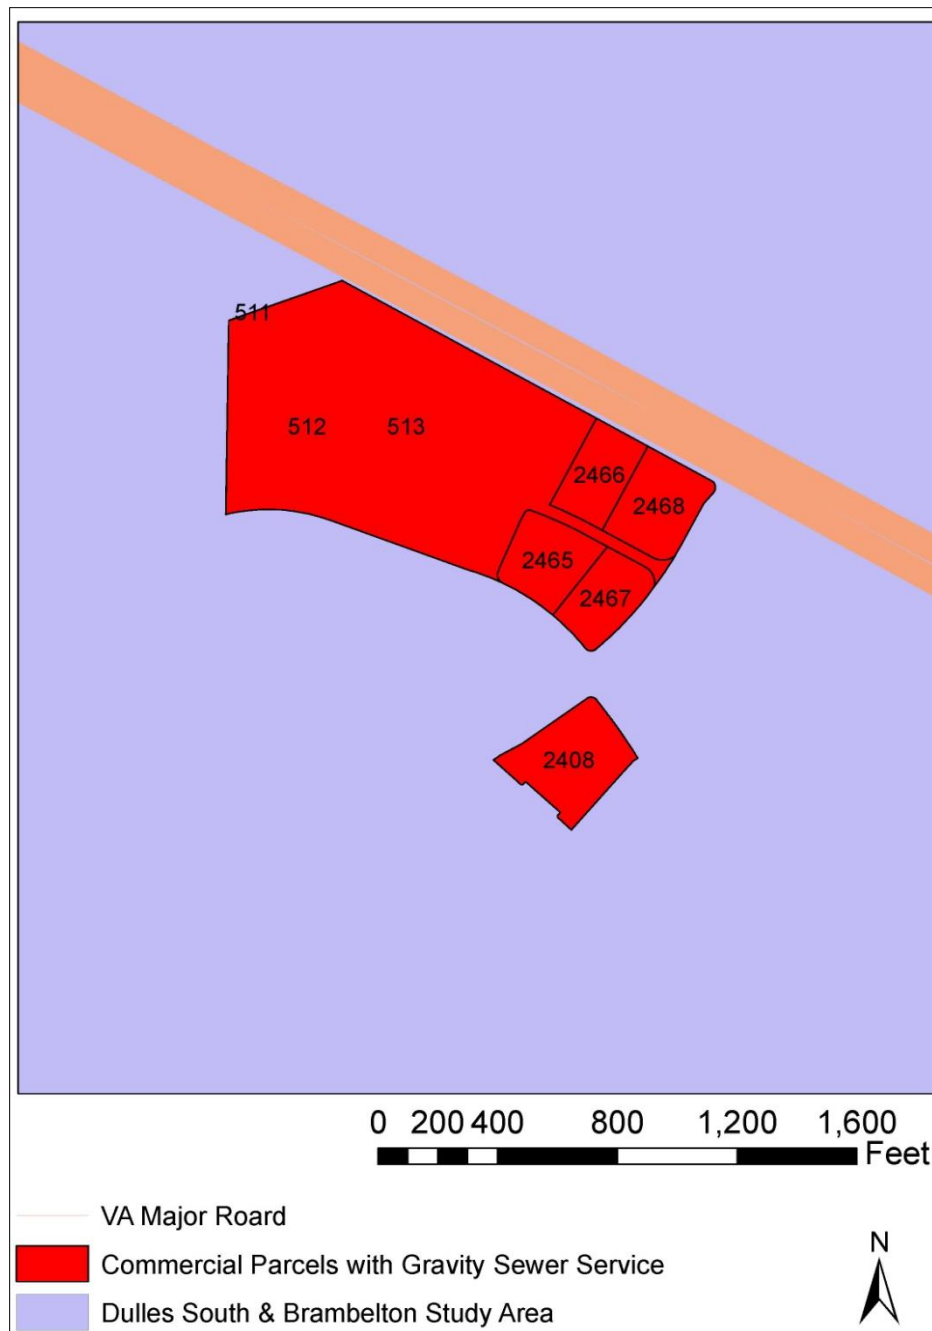 511
512 513
2466
2468
2465
2467
2408
0 200 400 800 1,200 1,600
Feet
VA Major Roard
Commercial Parcels with Gravity Sewer Service
N
Dulles South & Brambelton Study Area